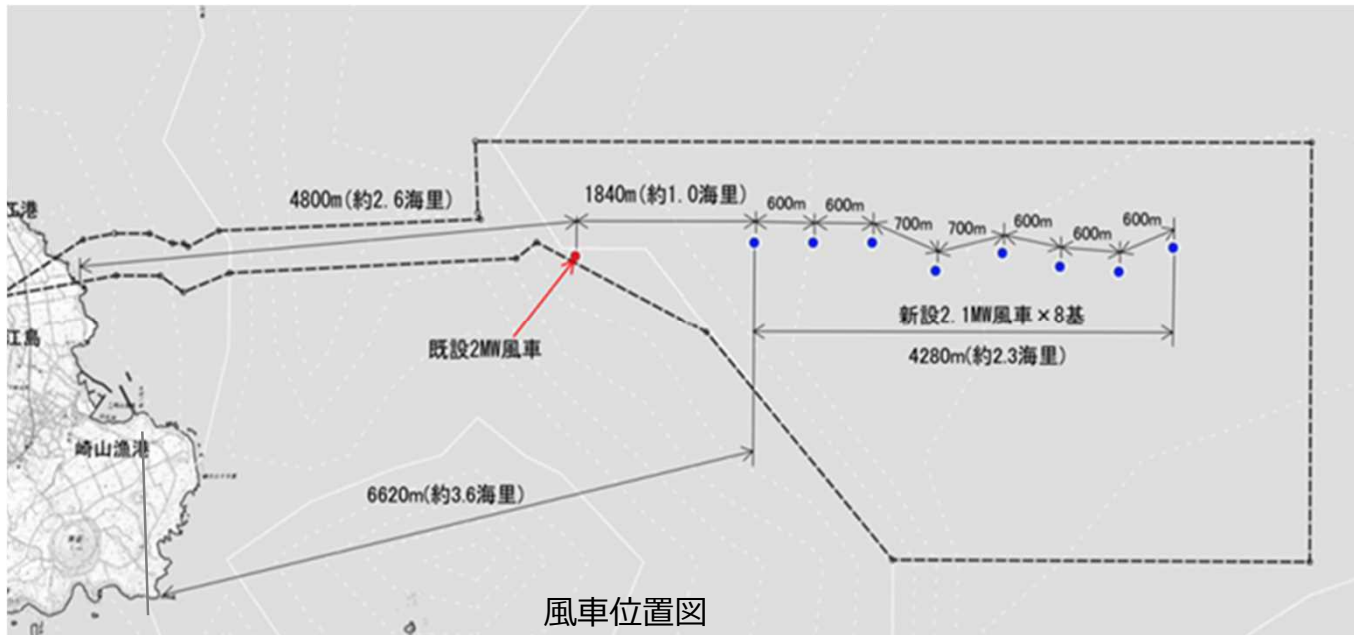 4800m(約2.6海里)
1840m(約1.0海里)
600m
600m
700m
700m
600m
600m
600m
江港
江島
既設2MW風車
新設2.1MW風車×8基
4280m(約2.3海里)
崎山漁港
6620m(約3.6海里)
風車位置図